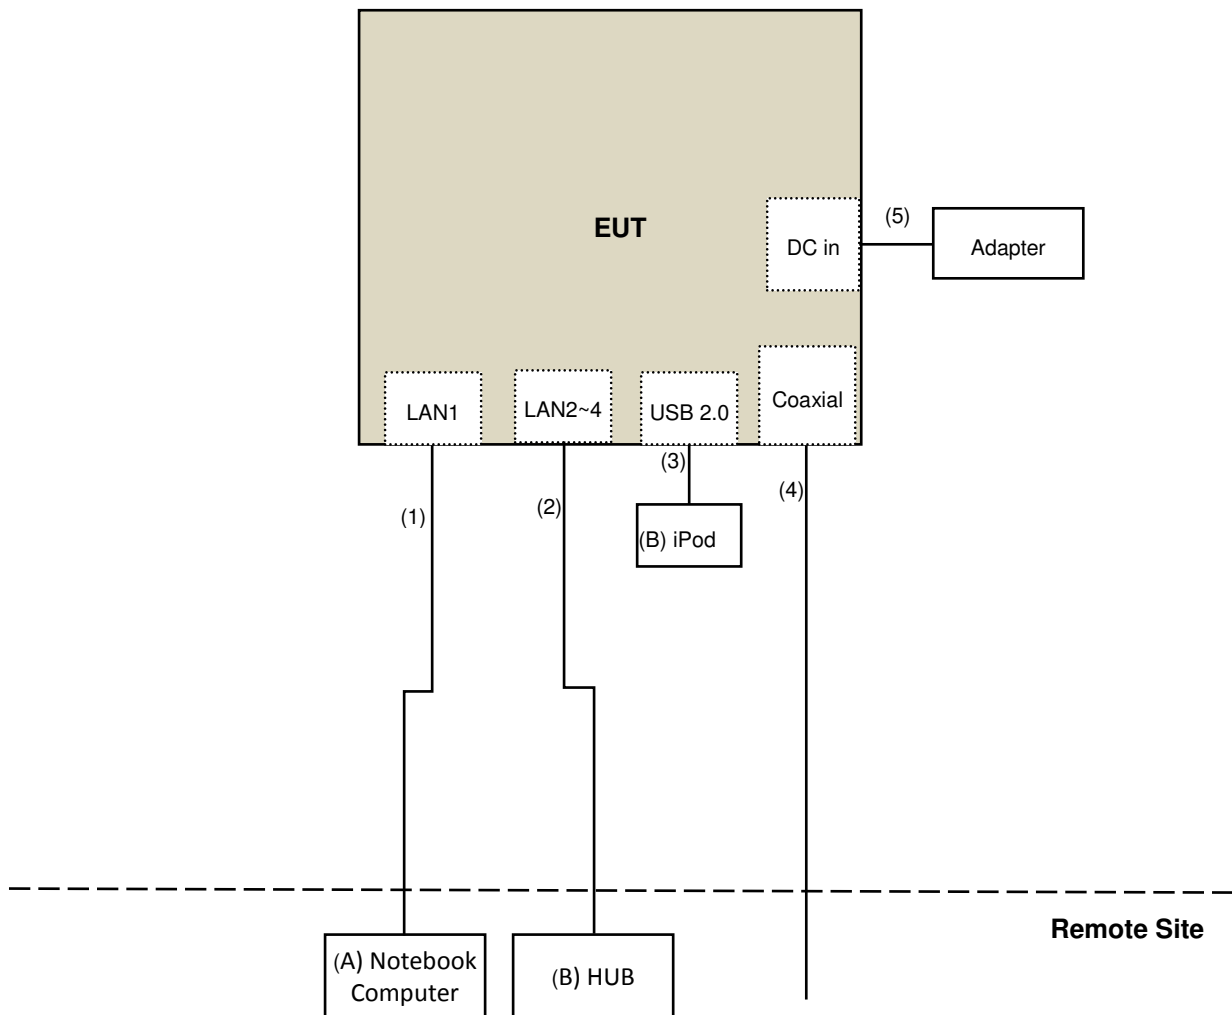 EUT
DC in
(5)
Adapter
LAN1
LAN2~4
USB 2.0
Coaxial
(1)
(2)
(3)
(4)
(B) iPod
Remote Site
(A) Notebook
Computer
(B) HUB